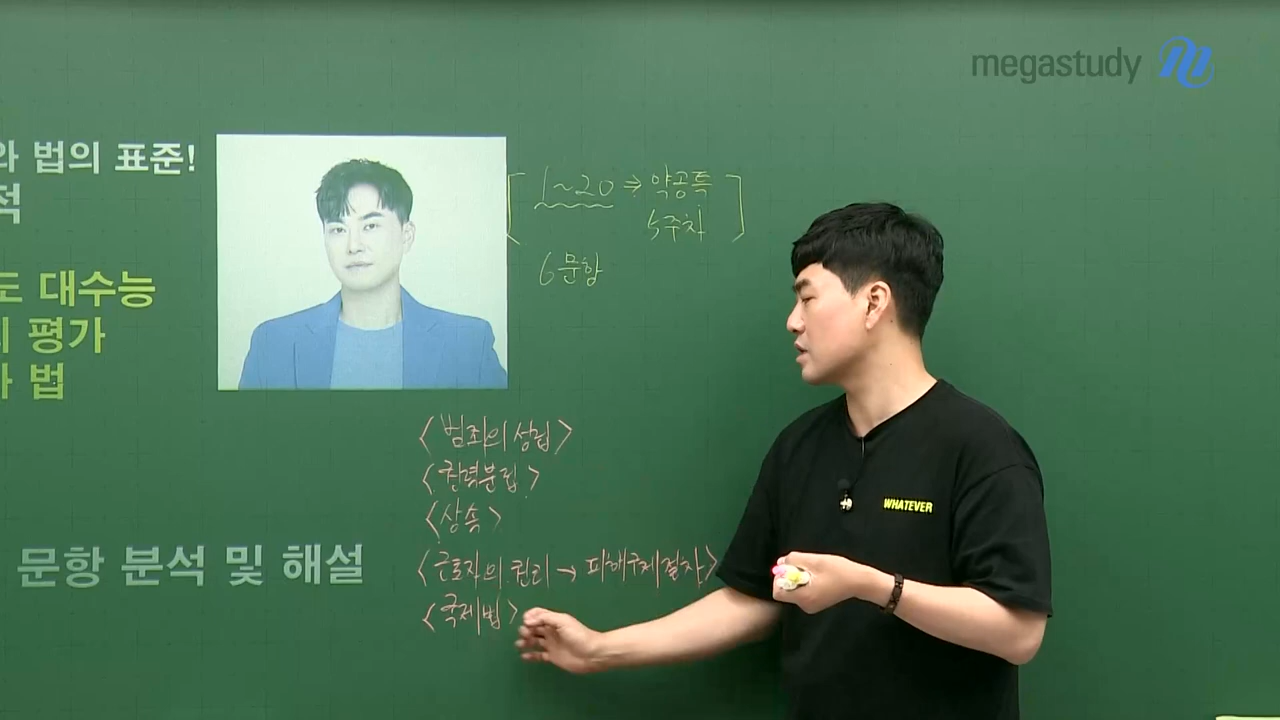 megastudy
와 법의 표준!
적
도 대수능
평가
법
문항 분석 및 해설
[1~20 ⇒ 약공특
5주차]
6문항
<범죄의 성립>
<권력분립>
<상속>
<근로자의 권리 → 피해구제절차>
<국제법>
WHATEVER